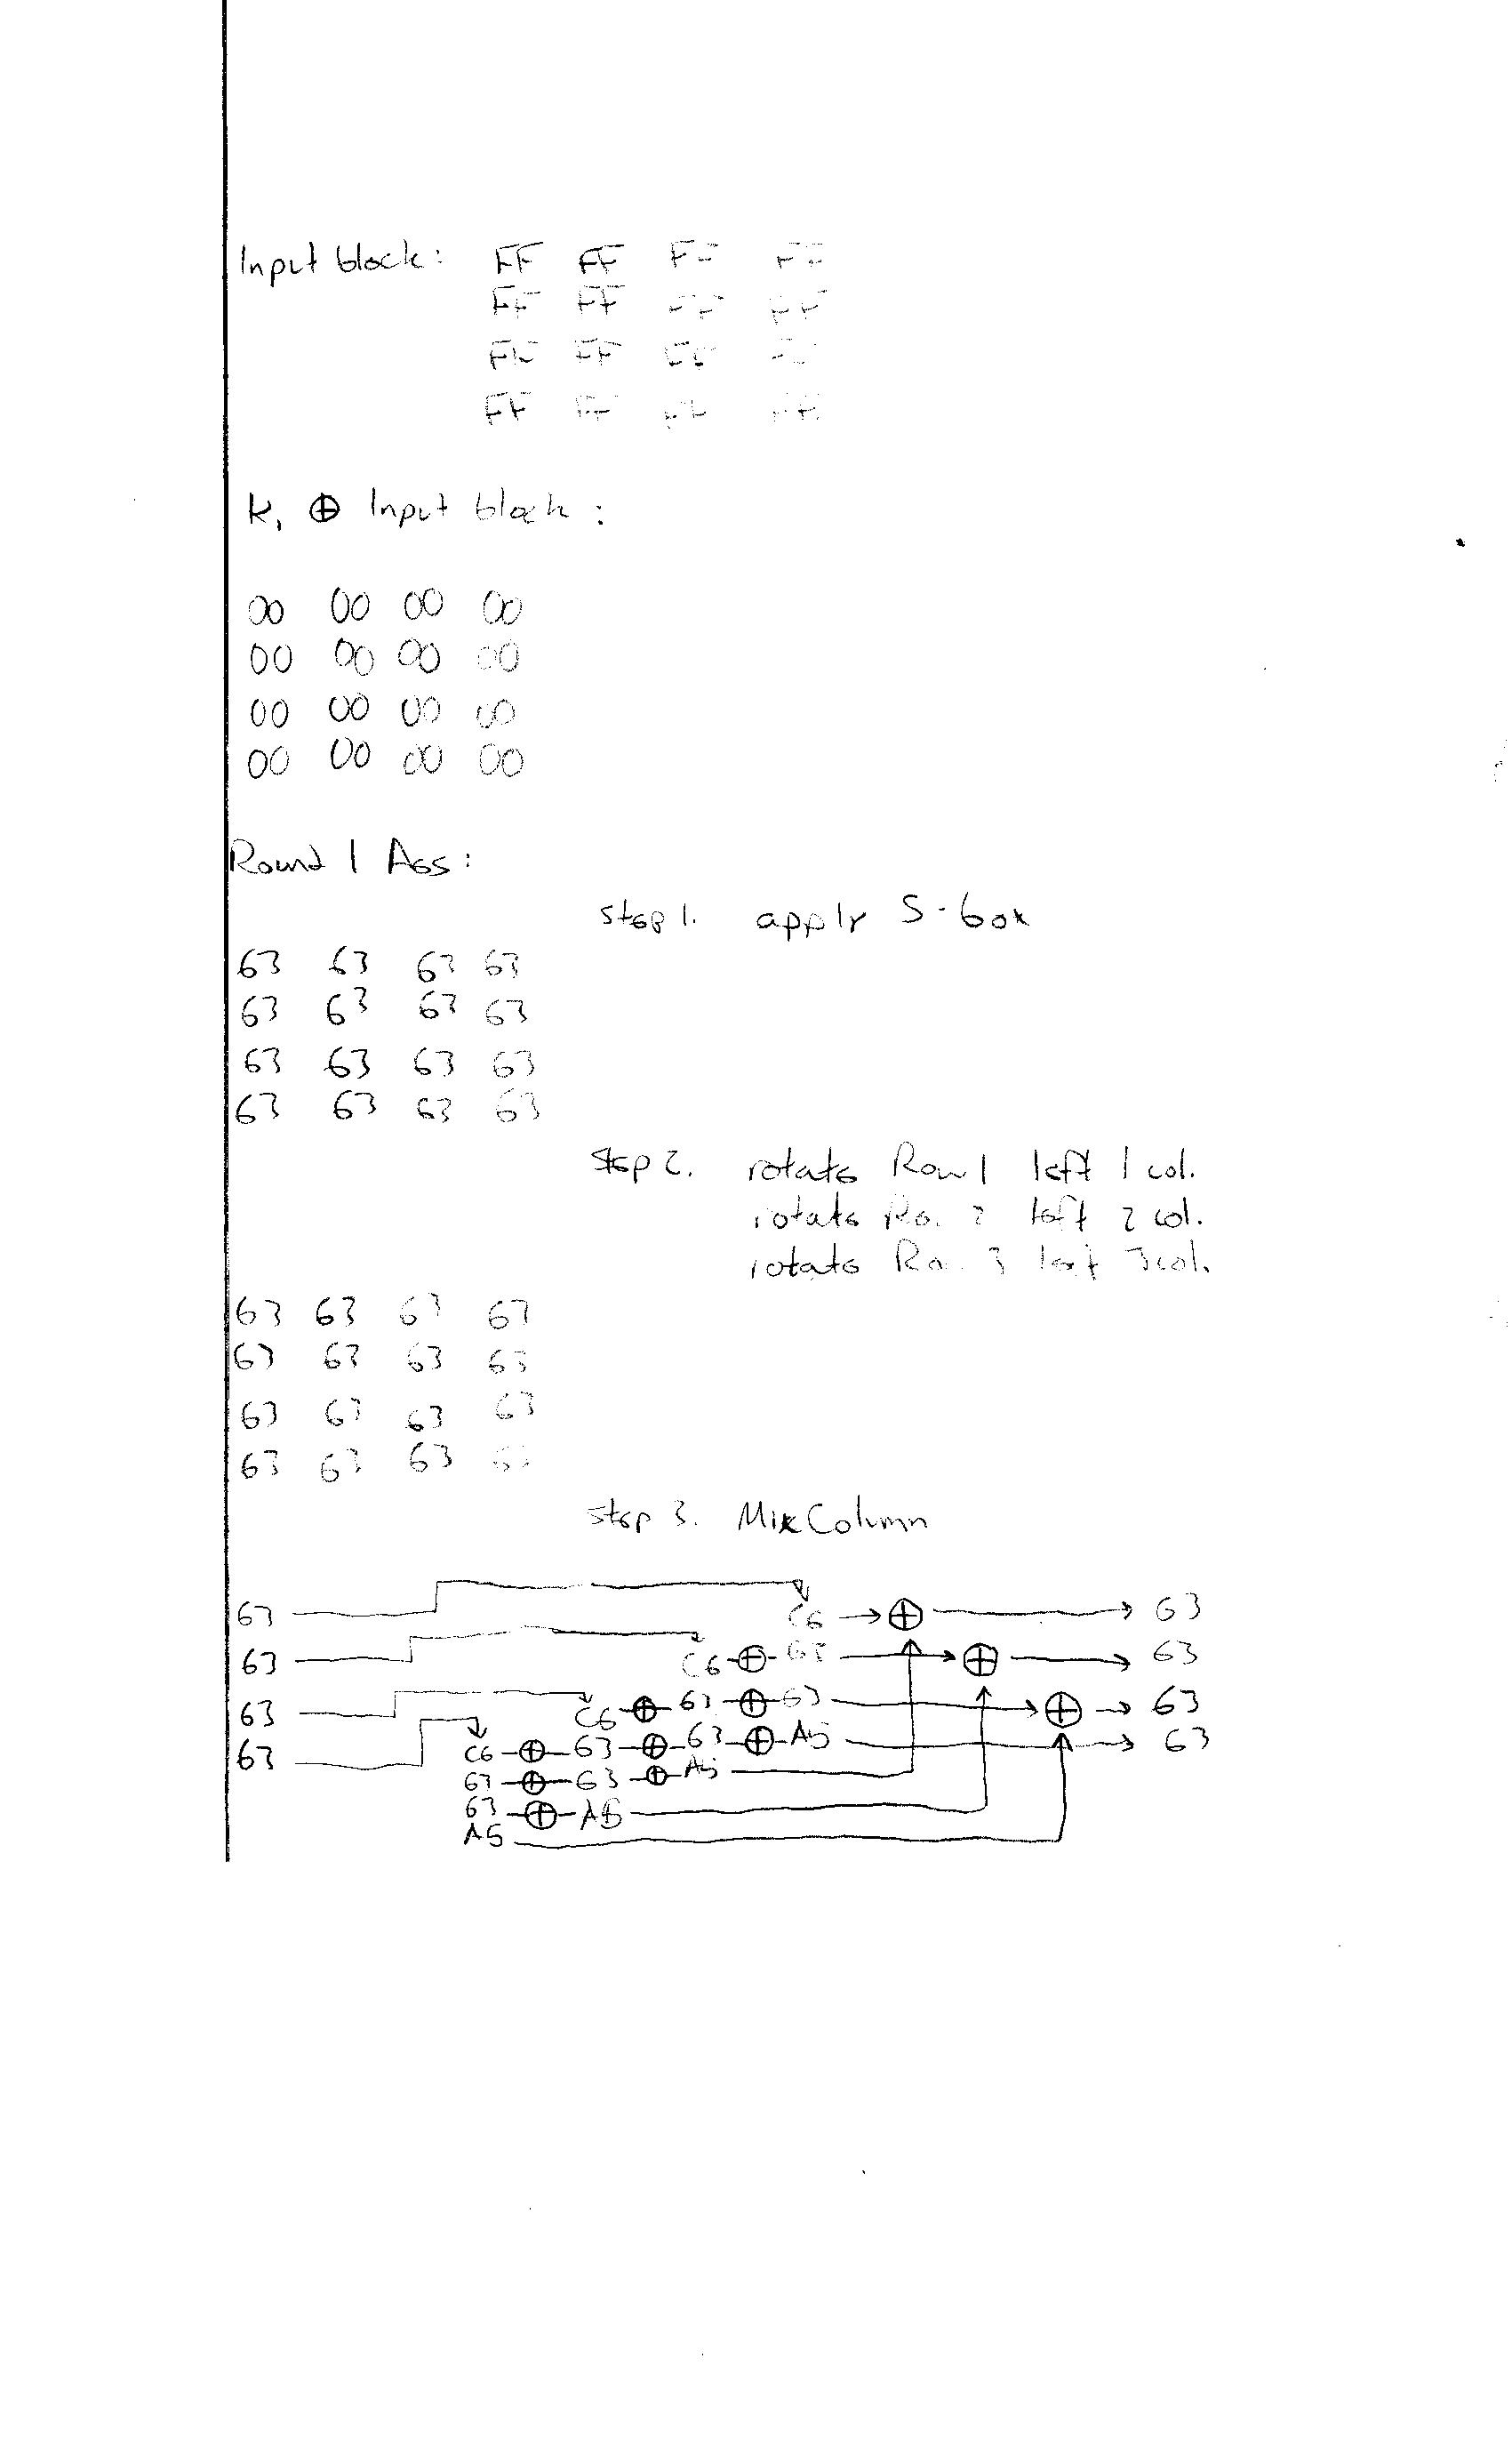 Input block: FF FF FF FF
FF FF FF FF
FF FF FF FF
FF FF FF FF
K, ⊕ Input block:
00 00 00 00
00 00 00 00
00 00 00 00
00 00 00 00
Round 1 AES:
step 1. apply S-box
63 63 63 63
63 63 63 63
63 63 63 63
63 63 63 63
step 2. rotate Row 1 left 1 col.
rotate Ro. 2 left 2 col.
rotate Ro. 3 left 3 col.
63 63 63 63
63 63 63 63
63 63 63 63
63 63 63 63
step 3. MixColumn
63 C6 → ⊕ → 63
63 C6 ⊕ 63 → ⊕ → 63
63 C6 ⊕ 63 ⊕ 63 → ⊕ → 63
63 C6 ⊕ 63 ⊕ 63 ⊕ A5 → 63
63 ⊕ 63 ⊕ A5
63 ⊕ A5
A5